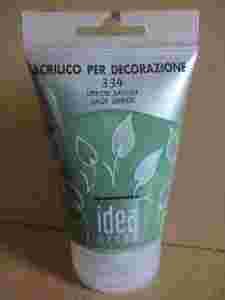 ACRILICO PER DECORAZIONE
334
VERDE SALVIA
SAGE GREEN
idea